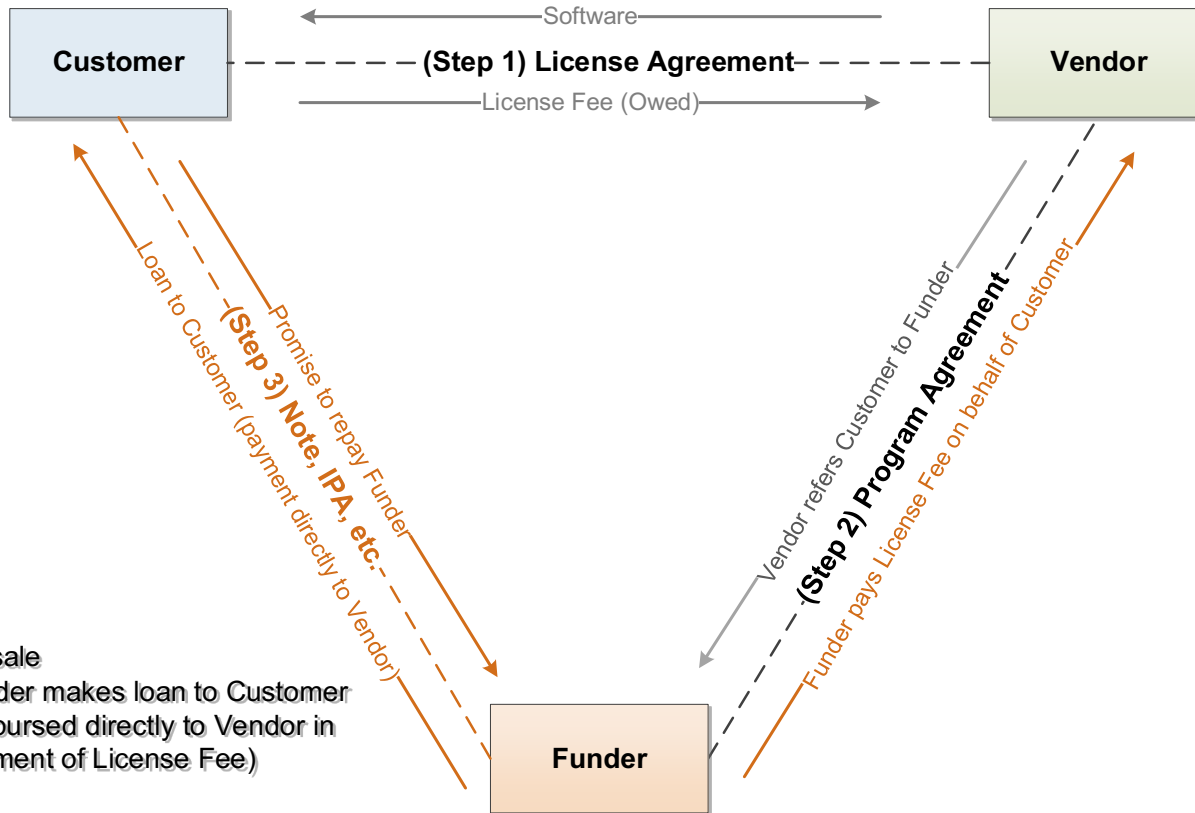 Software
Customer
(Step 1) License Agreement
Vendor
License Fee (Owed)
Loan to Customer (payment directly to Vendor)
(Step 3) Note, IPA, etc.
Promise to repay Funder
Vendor refers Customer to Funder
(Step 2) Program Agreement
Funder pays License Fee on behalf of Customer
sale
der makes loan to Customer
ursed directly to Vendor in
ment of License Fee)
Funder